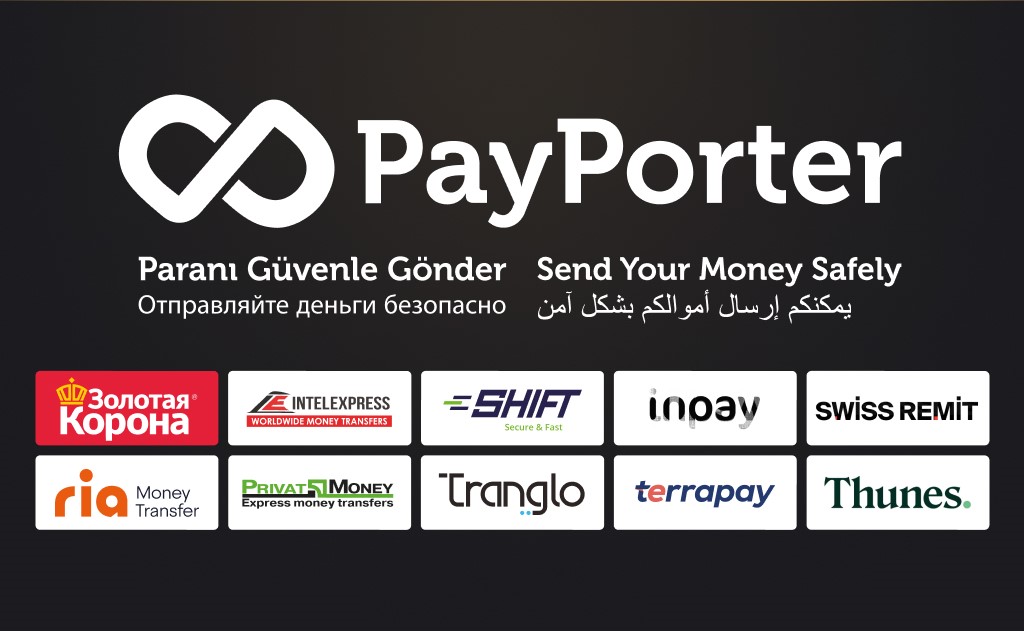 PayPorter
Paranı Güvenle Gönder
Отправляйте деньги безопасно
Send Your Money Safely
يمكنكم إرسال أموالكم بشكل آمن
Золотая®
Корона
INTELEXPRESS
WORLDWIDE MONEY TRANSFERS
SHIFT
Secure & Fast
inpay
SWiSS REMiT
ria Money
Transfer
PRIVAT MONEY
Express money transfers
Tranglo
terrapay
Thunes.